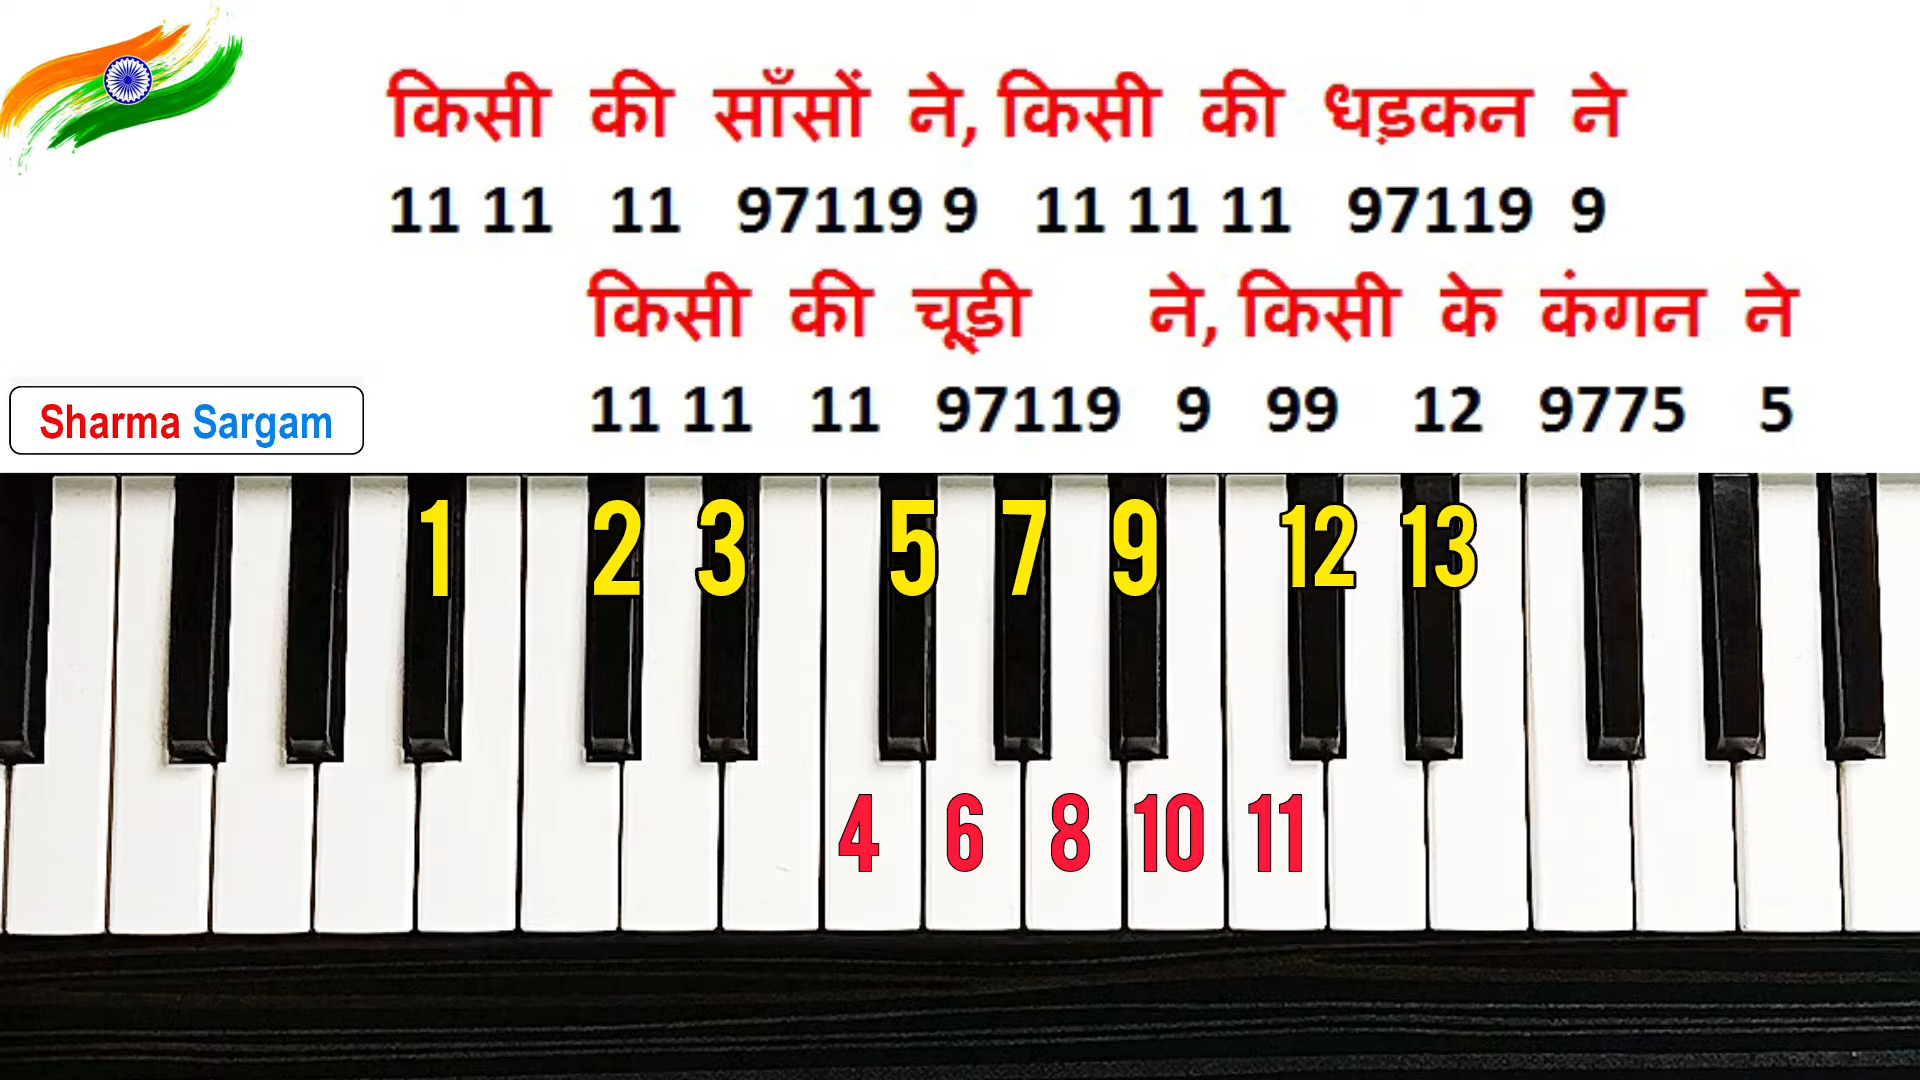 किसी की साँसों ने, किसी की धड़कन ने
11 11 11 97119 9 11 11 11 97119 9
किसी की चूड़ी ने, किसी के कंगन ने
11 11 11 97119 9 99 12 9775 5
Sharma Sargam
1 2 3 5 7 9 12 13
4 6 8 10 11